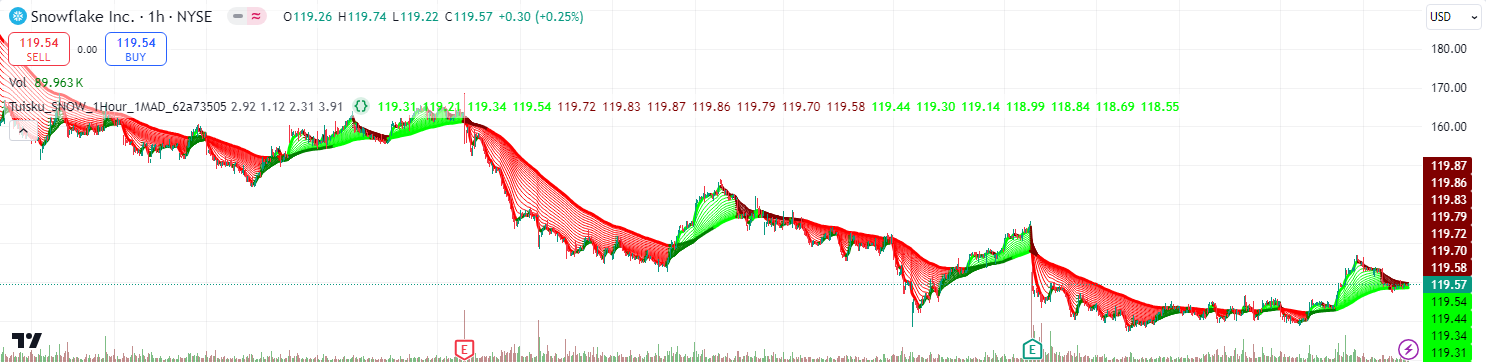 Snowflake Inc. · 1h · NYSE O119.26 H119.74 L119.22 C119.57 +0.30 (+0.25%)
USD
119.54 SELL 0.00 119.54 BUY
180.00
Vol 89.963 K
170.00
Tuisku_SNOW_1Hour_1MAD_62a73505 2.92 1.12 2.31 3.91 {} 119.31 119.21 119.34 119.54 119.72 119.83 119.87 119.86 119.79 119.70 119.58 119.44 119.30 119.14 118.99 118.84 118.69 118.55
160.00
119.87
119.86
119.83
119.79
119.72
119.70
119.58
119.57
119.54
119.44
119.34
119.31
E E